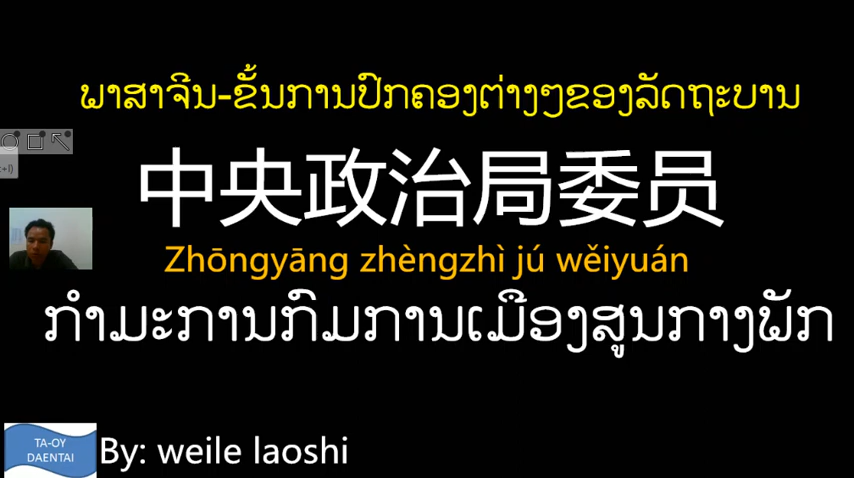 ພາສາຈີນ-ຂັ້ນການປົກຄອງຕ່າງໆຂອງລັດຖະບານ
+l)
中央政治局委员
Zhōngyāng zhèngzhì jú wěiyuán
ກຳມະການກົມການເມືອງສູນກາງພັກ
TA-OY
DAENTAI
By: weile laoshi